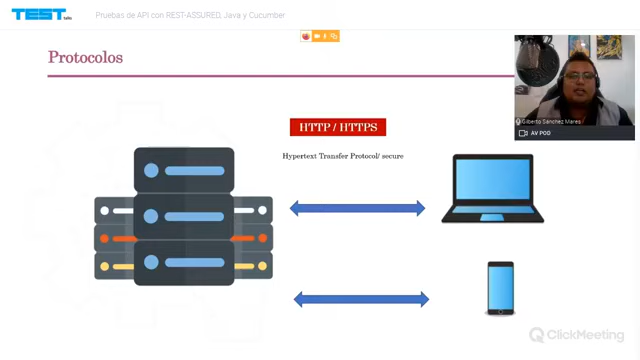 TEST
talks
Pruebas de API con REST-ASSURED, Java y Cucumber
Protocolos
HTTP / HTTPS
Hypertext Transfer Protocol/ secure
Gilberto Sánchez Mares
AV POD
ClickMeeting